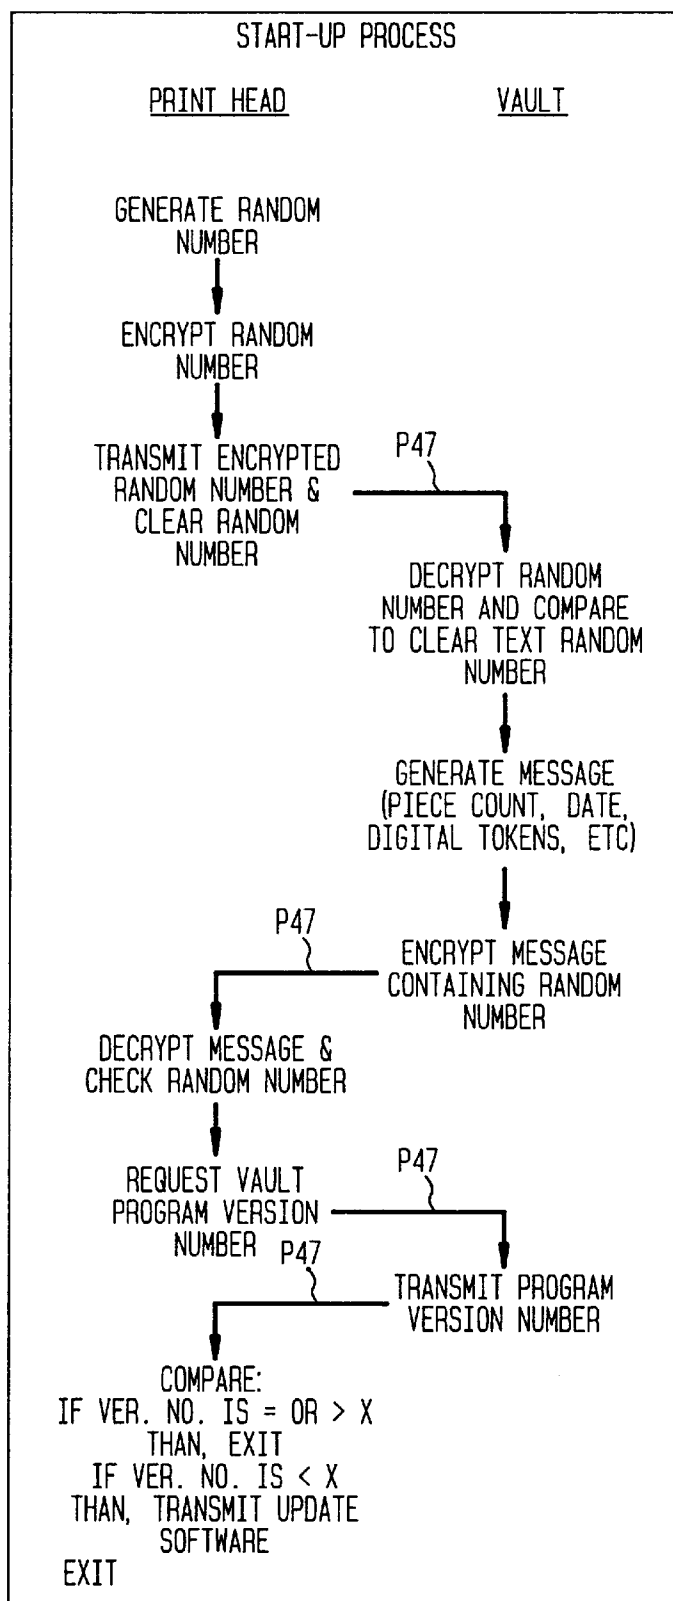 START-UP PROCESS
PRINT HEAD
VAULT
GENERATE RANDOM
NUMBER
ENCRYPT RANDOM
NUMBER
TRANSMIT ENCRYPTED
RANDOM NUMBER &
CLEAR RANDOM
NUMBER
P47
DECRYPT RANDOM
NUMBER AND COMPARE
TO CLEAR TEXT RANDOM
NUMBER
GENERATE MESSAGE
(PIECE COUNT, DATE,
DIGITAL TOKENS, ETC)
P47
ENCRYPT MESSAGE
CONTAINING RANDOM
NUMBER
DECRYPT MESSAGE &
CHECK RANDOM NUMBER
REQUEST VAULT
PROGRAM VERSION
NUMBER
P47
P47
TRANSMIT PROGRAM
VERSION NUMBER
COMPARE:
IF VER. NO. IS = OR > X
THAN, EXIT
IF VER. NO. IS < X
THAN, TRANSMIT UPDATE
SOFTWARE
EXIT